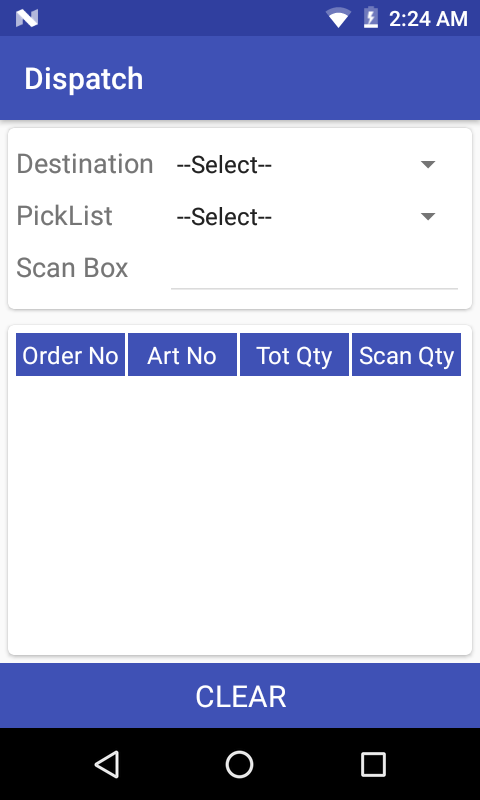 2:24 AM
Dispatch
Destination --Select--
PickList --Select--
Scan Box
Order No Art No Tot Qty Scan Qty
CLEAR